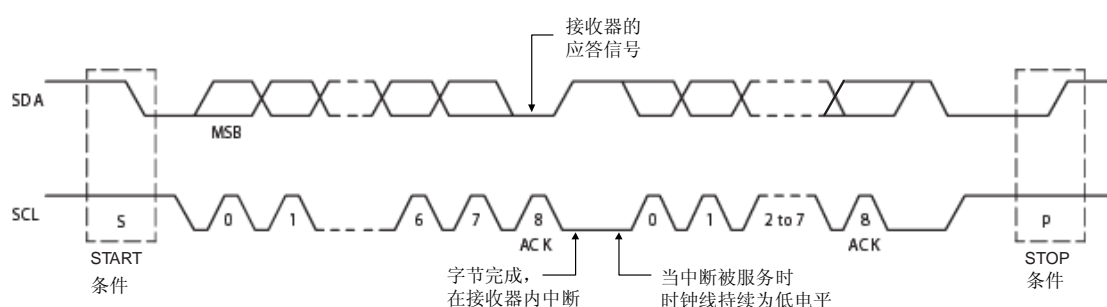 接收器的
应答信号
SDA
MSB
SCL
S
0
1
6
7
8
0
1
2 to 7
8
P
ACK
ACK
START
条件
字节完成，
在接收器内中断
当中断被服务时
时钟线持续为低电平
STOP
条件